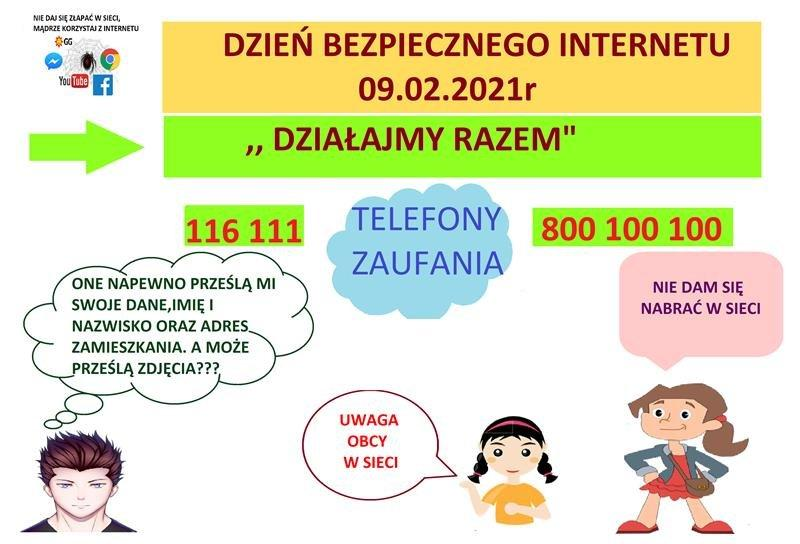 NIE DAJ SIĘ ZŁAPAĆ W SIECI,
MĄDRZE KORZYSTAJ Z INTERNETU
GG
YouTube
DZIEŃ BEZPIECZNEGO INTERNETU
09.02.2021r
,, DZIAŁAJMY RAZEM"
116 111
TELEFONY
ZAUFANIA
800 100 100
ONE NAPEWNO PRZEŚLĄ MI
SWOJE DANE,IMIĘ I
NAZWISKO ORAZ ADRES
ZAMIESZKANIA. A MOŻE
PRZEŚLĄ ZDJĘCIA???
NIE DAM SIĘ
NABRAĆ W SIECI
UWAGA
OBCY
W SIECI